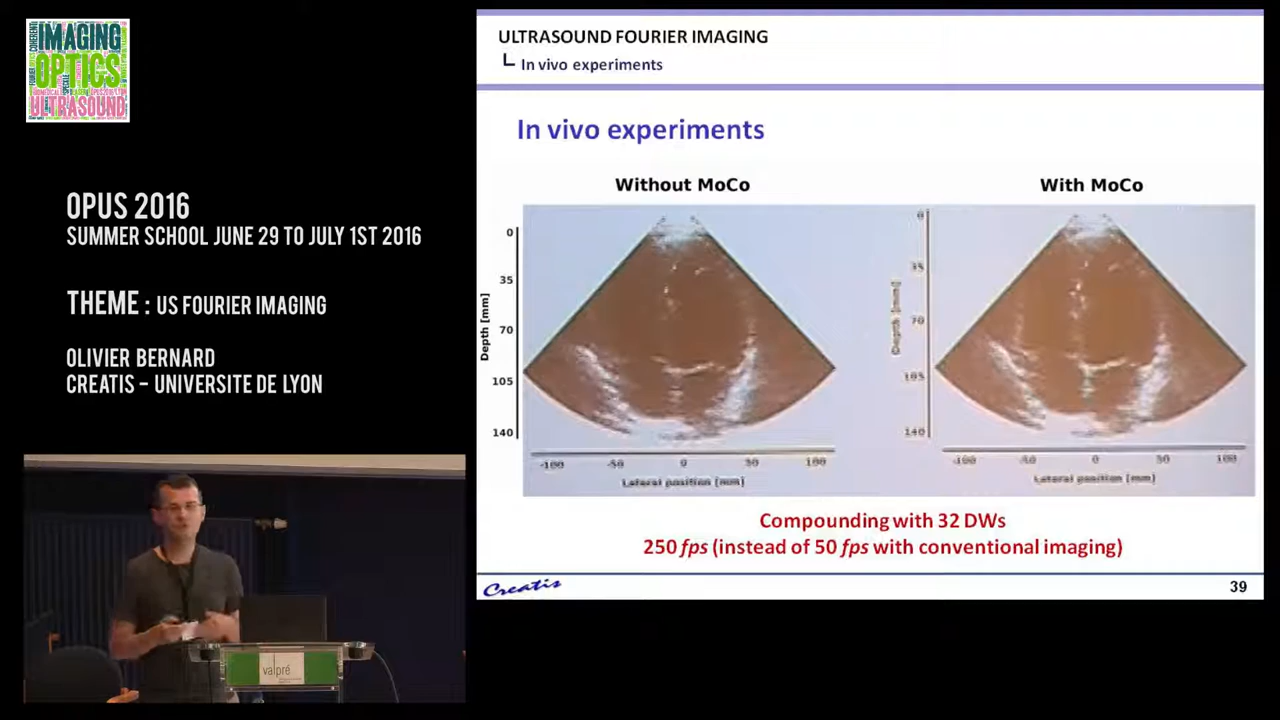 IMAGING
OPTICS
ULTRASOUND
OPUS 2016
SUMMER SCHOOL JUNE 29 TO JULY 1ST 2016
THEME : US FOURIER IMAGING
OLIVIER BERNARD
CREATIS – UNIVERSITE DE LYON
valpré
ULTRASOUND FOURIER IMAGING
In vivo experiments
In vivo experiments
Without MoCo
With MoCo
0
35
70
105
140
Depth [mm]
-100 -50 0 50 100
Lateral position [mm]
0
35
70
105
140
Depth [mm]
-100 -50 0 50 100
Lateral position [mm]
Compounding with 32 DWs
250 fps (instead of 50 fps with conventional imaging)
Creatis
39